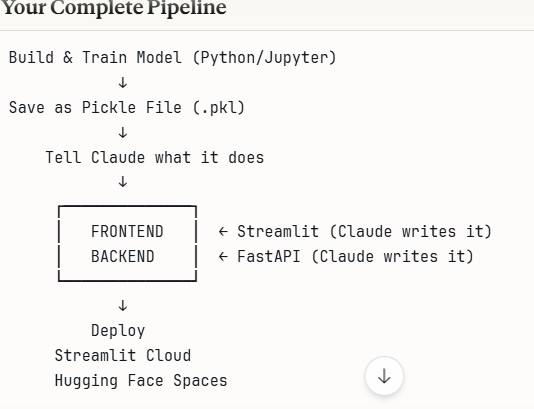 Your Complete Pipeline
Build & Train Model (Python/Jupyter)
↓
Save as Pickle File (.pkl)
↓
Tell Claude what it does
↓
FRONTEND ← Streamlit (Claude writes it)
BACKEND ← FastAPI (Claude writes it)
↓
Deploy
Streamlit Cloud
Hugging Face Spaces